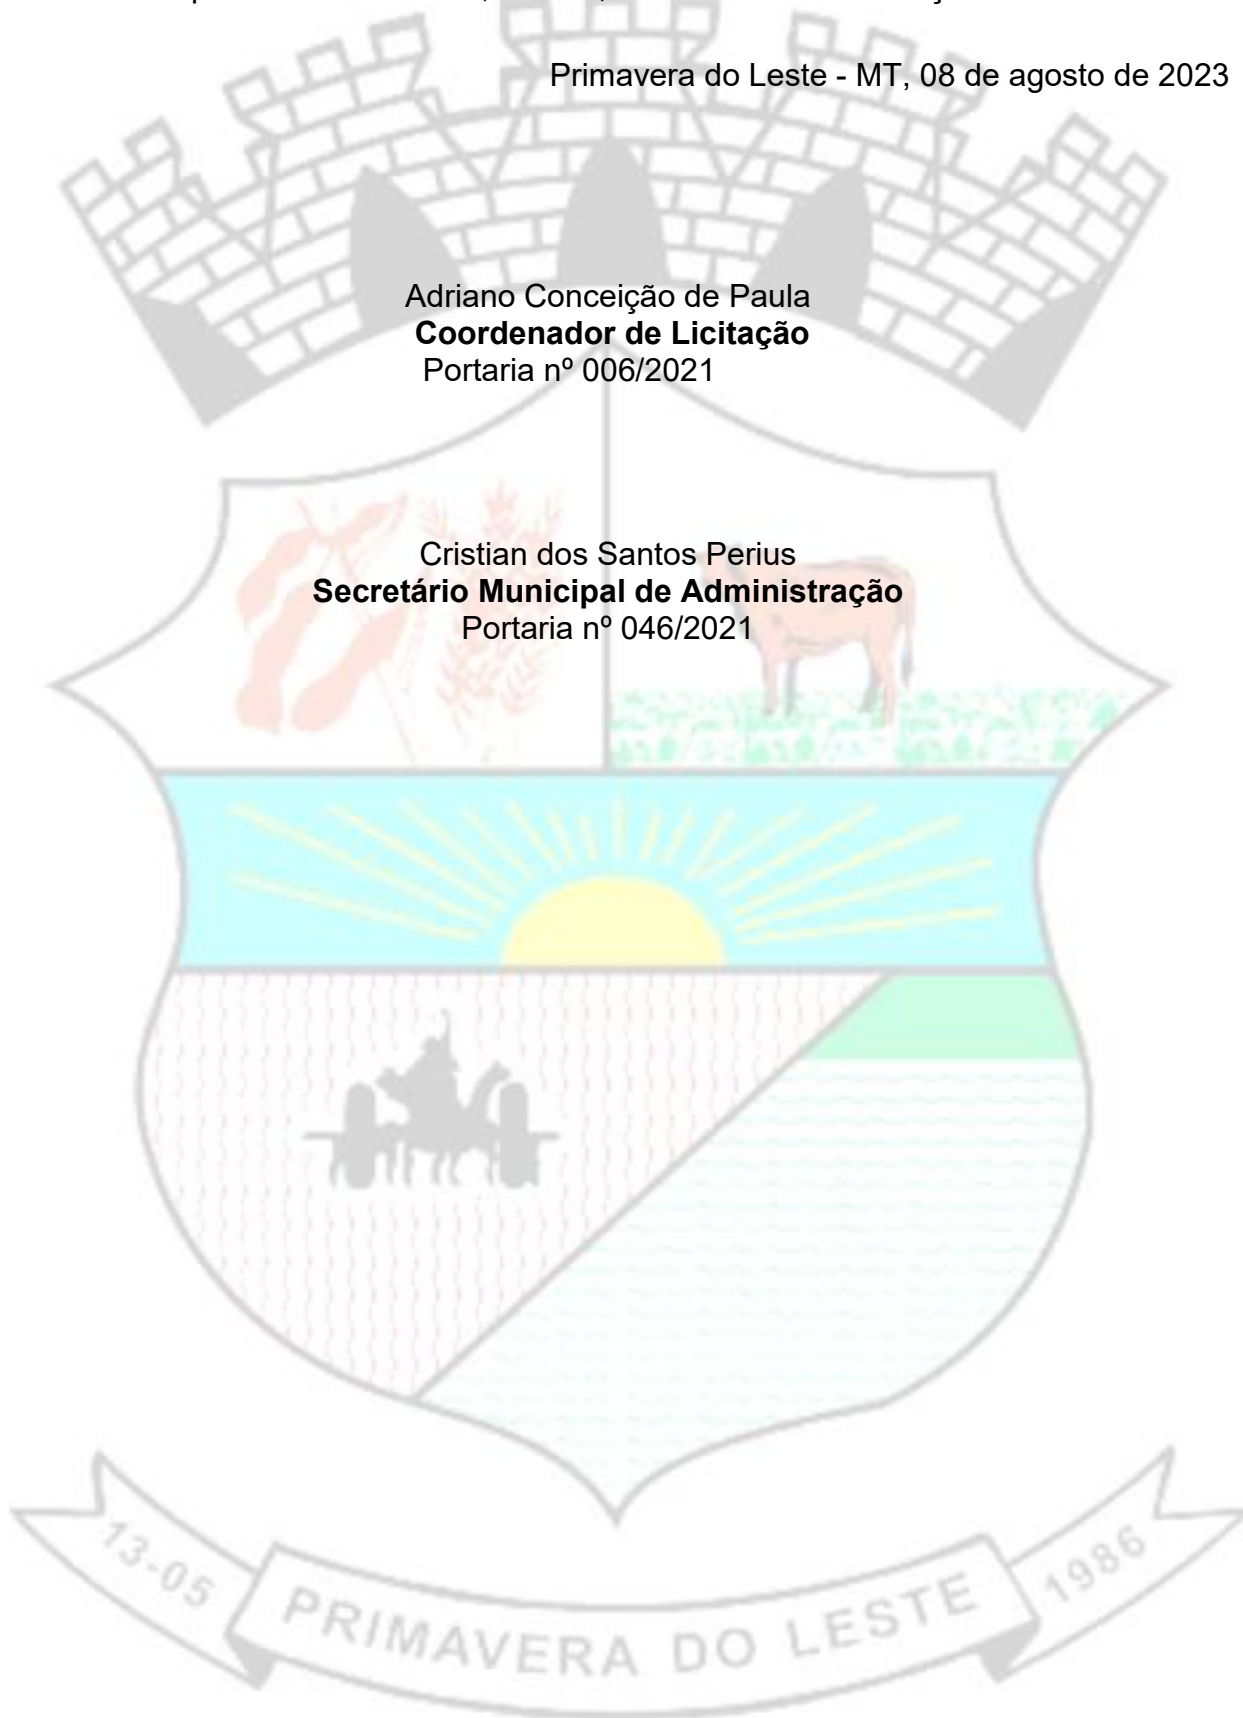 Primavera do Leste - MT, 08 de agosto de 2023
Adriano Conceição de Paula
Coordenador de Licitação
Portaria nº 006/2021
Cristian dos Santos Perius
Secretário Municipal de Administração
Portaria nº 046/2021
13-05 PRIMAVERA DO LESTE 1986